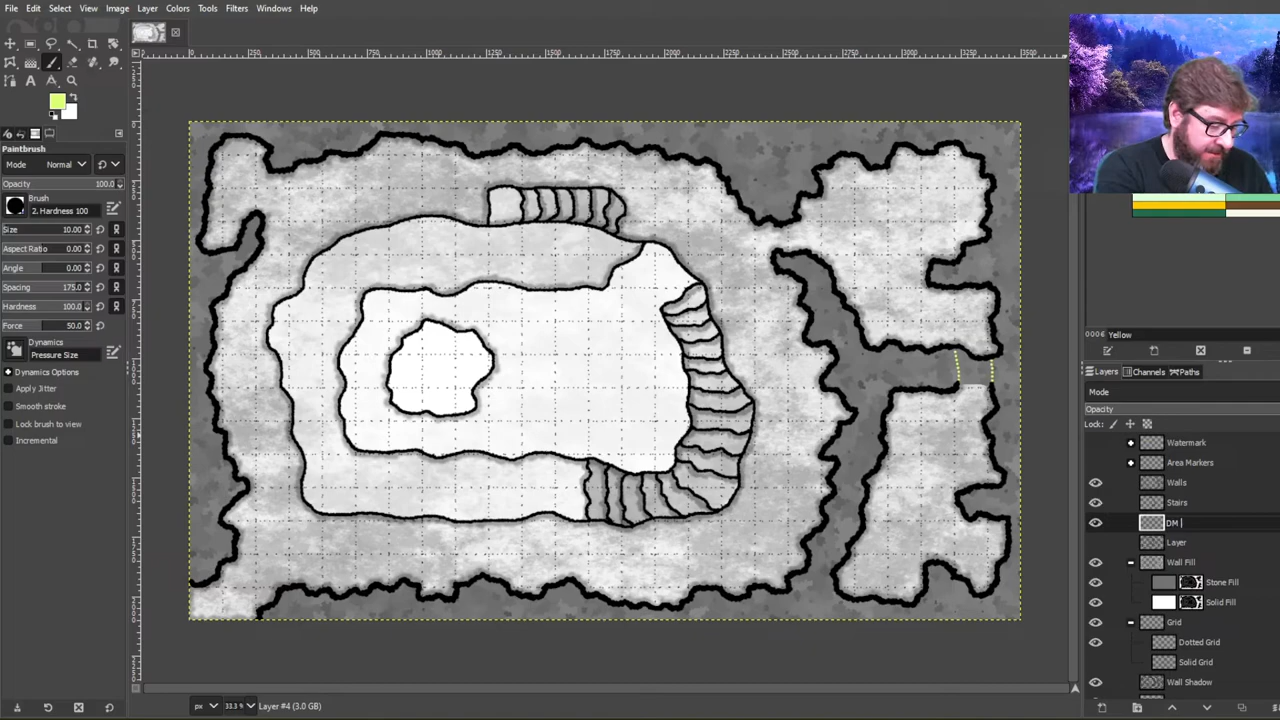 File Edit Select View Image Layer Colors Tools Filters Windows Help
Paintbrush
Mode Normal
Opacity 100.0
Brush
2. Hardness 100
Size 10.00
Aspect Ratio 0.00
Angle 0.00
Spacing 175.0
Hardness 100.0
Force 50.0
Dynamics
Pressure Size
Dynamics Options
Apply Jitter
Smooth stroke
Lock brush to view
Incremental
px 33.3 % Layer #4 (3.0 GB)
Yellow
Layers Channels Paths
Mode
Opacity
Lock:
Watermark
Area Markers
Walls
Stairs
DM
Layer
Wall Fill
Stone Fill
Solid Fill
Grid
Dotted Grid
Solid Grid
Wall Shadow